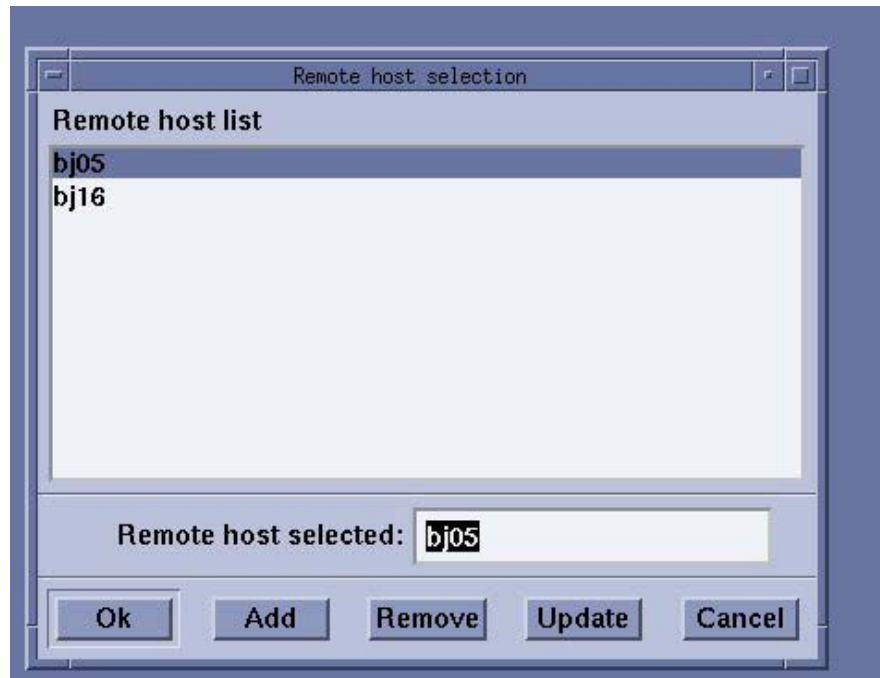 Remote host selection
Remote host list
bj05
bj16
Remote host selected: bj05
Ok Add Remove Update Cancel